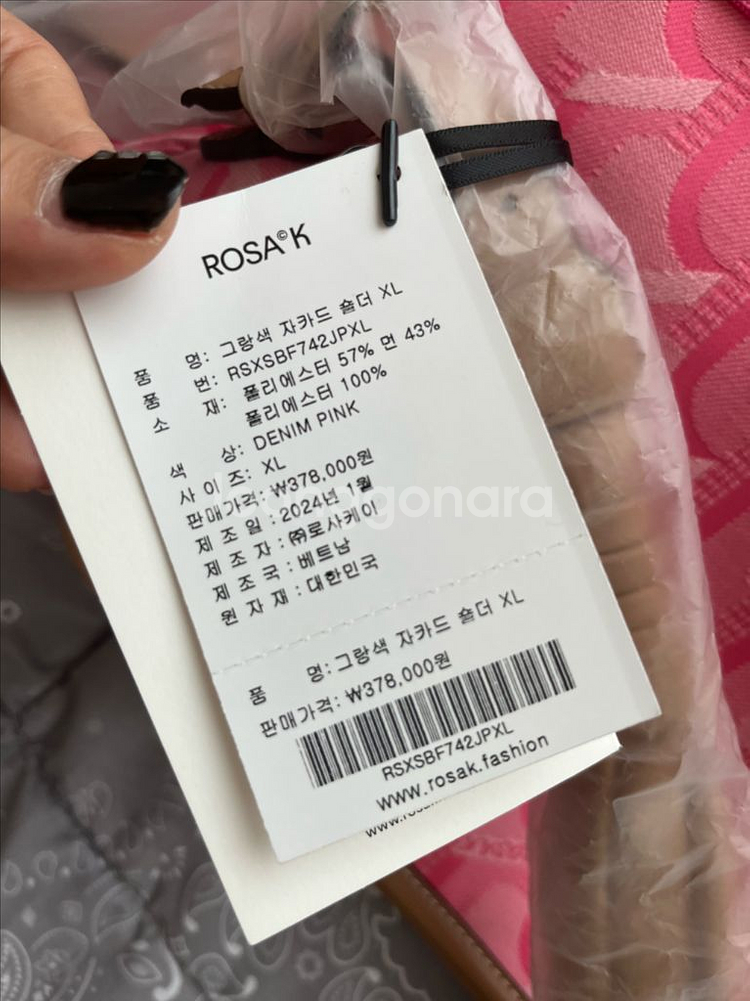 ROSA©K
품 명: 그랑색 자카드 숄더 XL
품 번: RSXSBF742JPXL
소 재: 폴리에스터 57% 면 43%
폴리에스터 100%
색 상: DENIM PINK
사 이 즈: XL
판매가격: ₩378,000원
제 조 일 : 2024년 1월
제 조 자 : ㈜로사케이
제 조 국 : 베트남
원 자 재 : 대한민국
품 명: 그랑색 자카드 숄더 XL
판매가격: ₩378,000원
RSXSBF742JPXL
www.rosak.fashion